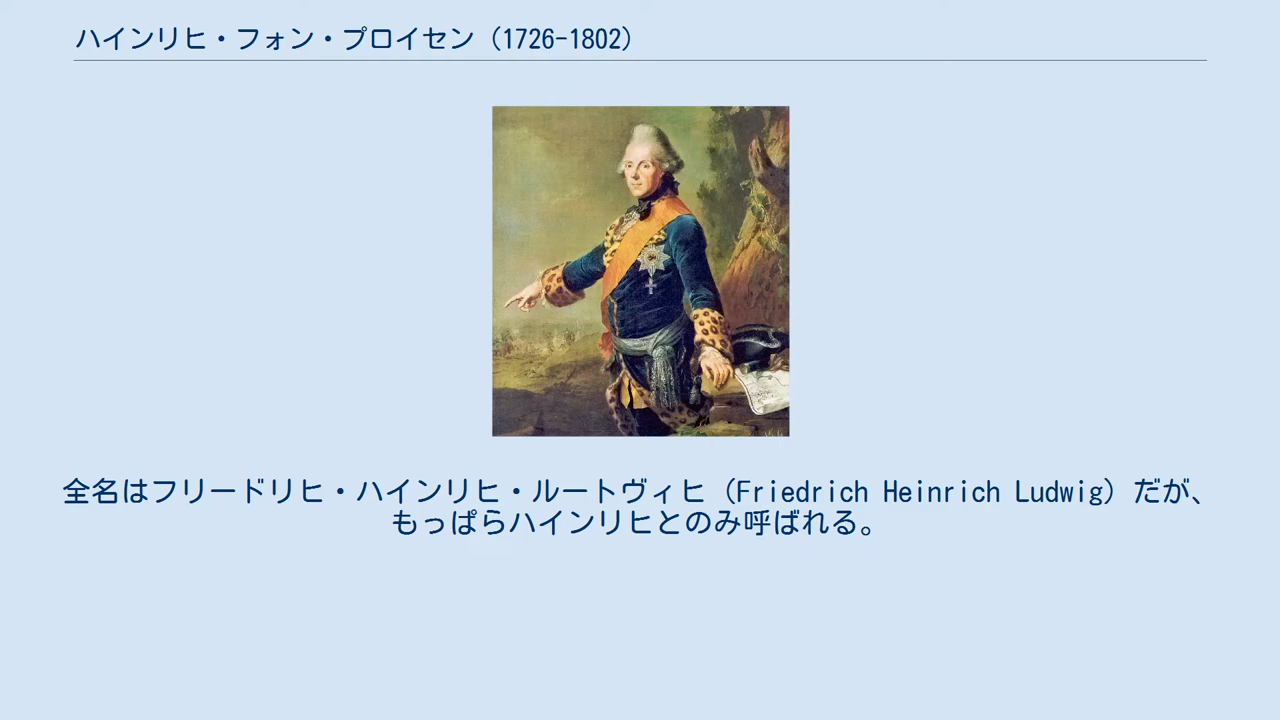 ハインリヒ・フォン・プロイセン（1726-1802）
全名はフリードリヒ・ハインリヒ・ルートヴィヒ（Friedrich Heinrich Ludwig）だが、
もっぱらハインリヒとのみ呼ばれる。